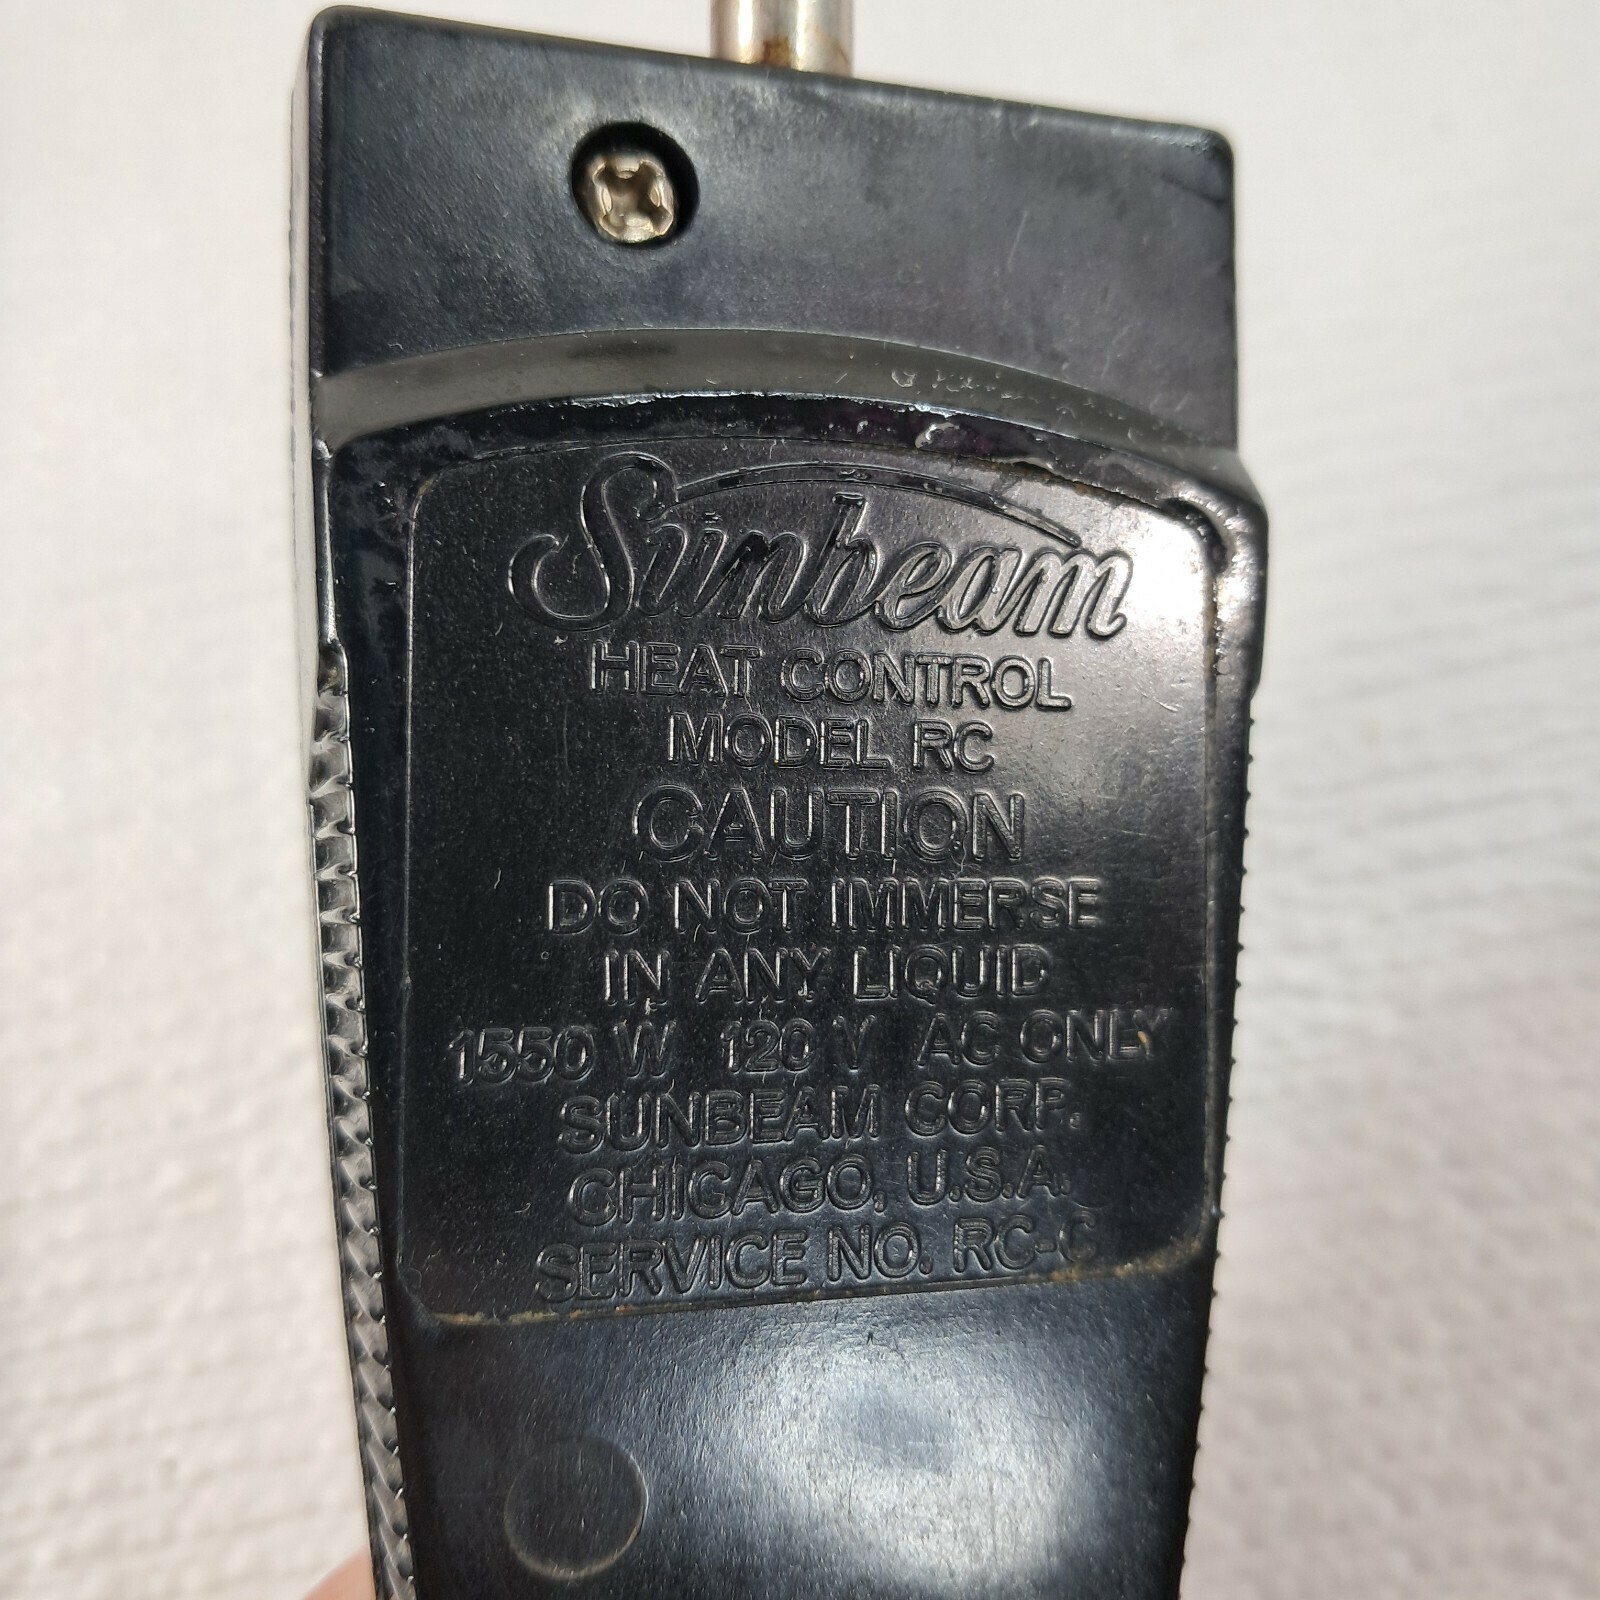 Sunbeam
HEAT CONTROL
MODEL RC
CAUTION
DO NOT IMMERSE
IN ANY LIQUID
1550 W 120 V AC ONLY
SUNBEAM CORP.
CHICAGO, U.S.A.
SERVICE NO. RC-C